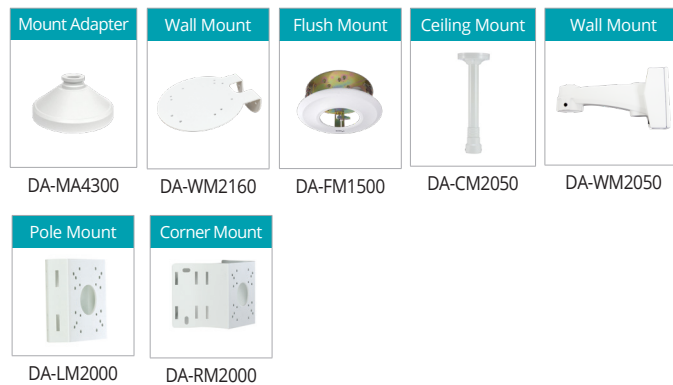 Mount Adapter
Wall Mount
Flush Mount
Ceiling Mount
Wall Mount
DA-MA4300
DA-WM2160
DA-FM1500
DA-CM2050
DA-WM2050
Pole Mount
Corner Mount
DA-LM2000
DA-RM2000